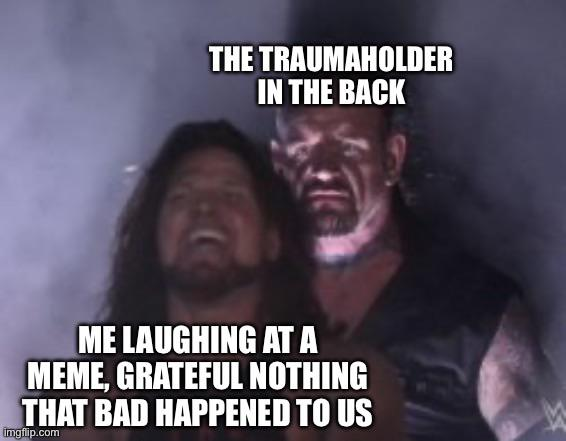 THE TRAUMAHOLDER
IN THE BACK
ME LAUGHING AT A
MEME, GRATEFUL NOTHING
THAT BAD HAPPENED TO US
imgflip.com
W